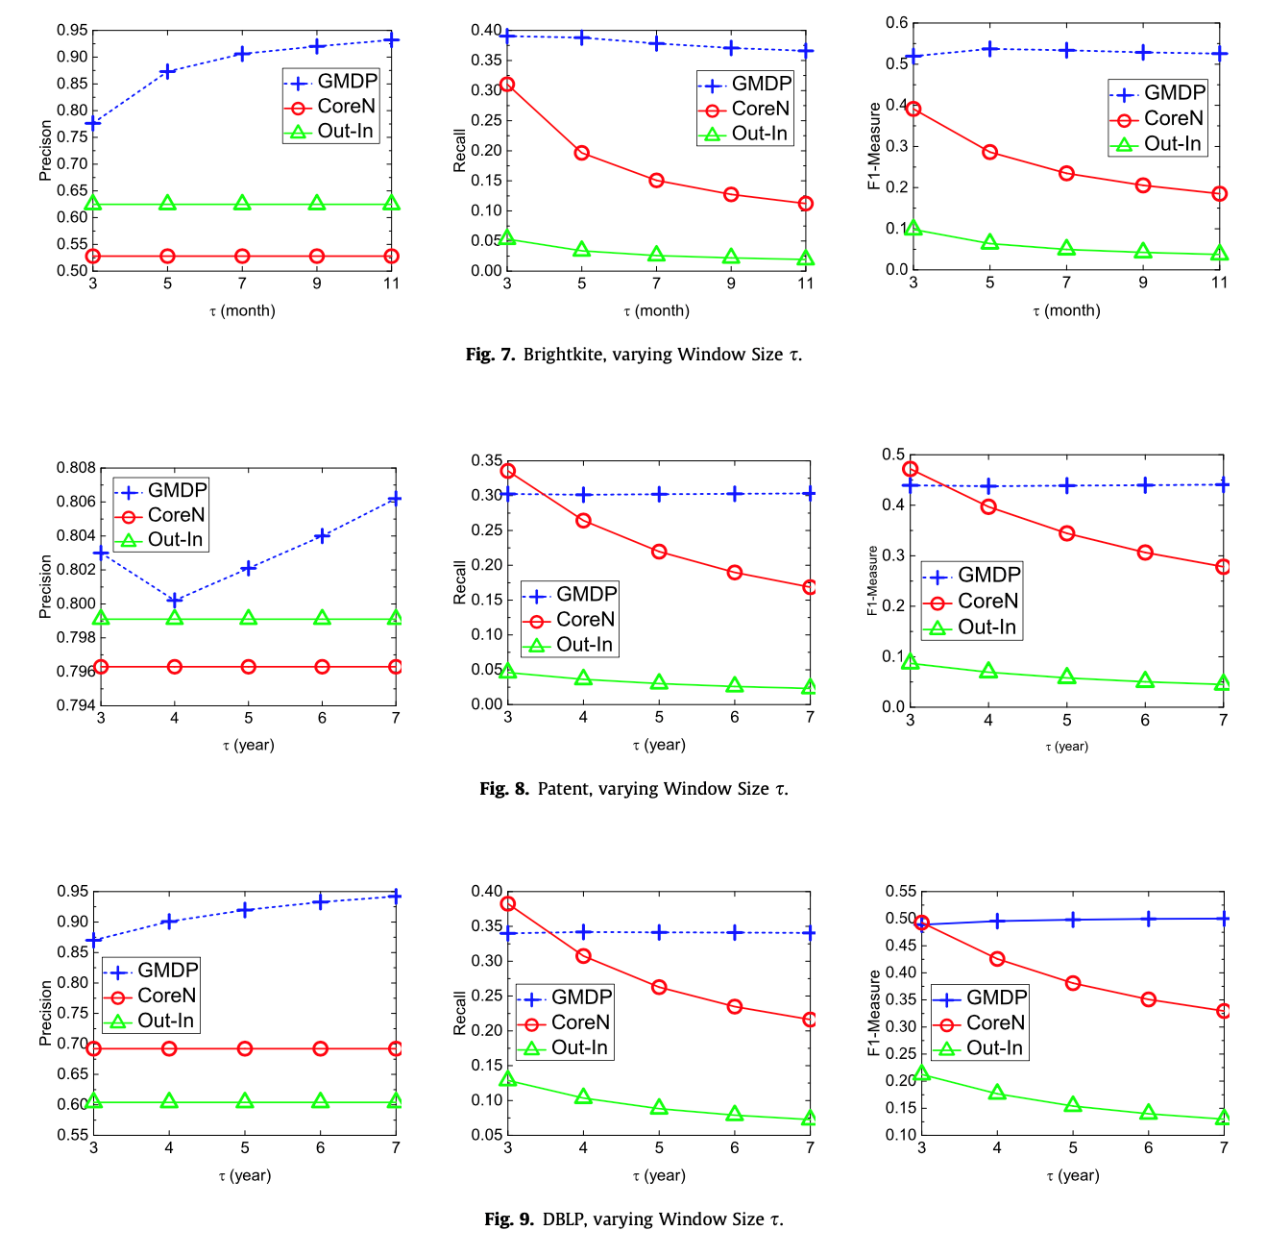 0.95
0.90
0.85
0.80
0.75
0.70
0.65
0.60
0.55
0.50
Precision
GMDP
CoreN
Out-In
3 5 7 9 11
τ (month)
0.40
0.35
0.30
0.25
0.20
0.15
0.10
0.05
0.00
Recall
GMDP
CoreN
Out-In
3 5 7 9 11
τ (month)
0.6
0.5
0.4
0.3
0.2
0.1
0.0
F1-Measure
GMDP
CoreN
Out-In
3 5 7 9 11
τ (month)
Fig. 7. Brightkite, varying Window Size τ.
0.808
0.806
0.804
0.802
0.800
0.798
0.796
0.794
Precision
GMDP
CoreN
Out-In
3 4 5 6 7
τ (year)
0.35
0.30
0.25
0.20
0.15
0.10
0.05
0.00
Recall
GMDP
CoreN
Out-In
3 4 5 6 7
τ (year)
0.5
0.4
0.3
0.2
0.1
0.0
F1-Measure
GMDP
CoreN
Out-In
3 4 5 6 7
τ (year)
Fig. 8. Patent, varying Window Size τ.
0.95
0.90
0.85
0.80
0.75
0.70
0.65
0.60
0.55
Precision
GMDP
CoreN
Out-In
3 4 5 6 7
τ (year)
0.40
0.35
0.30
0.25
0.20
0.15
0.10
0.05
Recall
GMDP
CoreN
Out-In
3 4 5 6 7
τ (year)
0.55
0.50
0.45
0.40
0.35
0.30
0.25
0.20
0.15
0.10
F1-Measure
GMDP
CoreN
Out-In
3 4 5 6 7
τ (year)
Fig. 9. DBLP, varying Window Size τ.